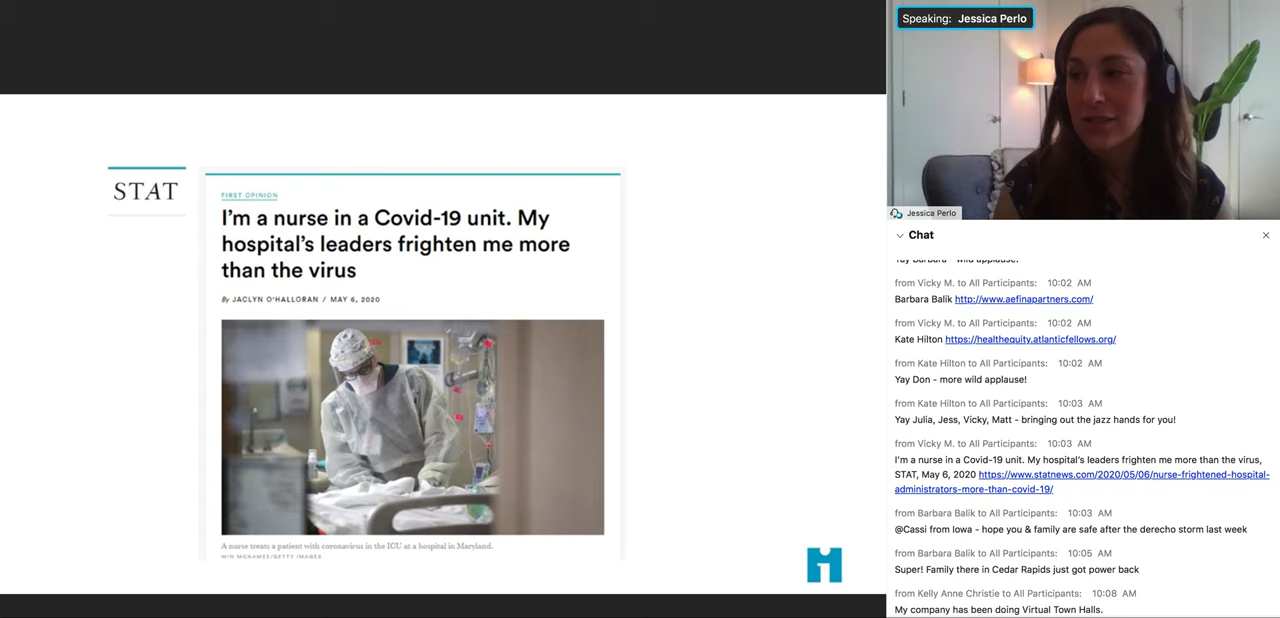 STAT
FIRST OPINION
I'm a nurse in a Covid-19 unit. My
hospital's leaders frighten me more
than the virus
By JACLYN O'HALLORAN / MAY 6, 2020
A nurse treats a patient with coronavirus in the ICU at a hospital in Maryland.
WIN MCNAMEE/GETTY IMAGES
Speaking: Jessica Perlo
Jessica Perlo
Chat
Yay Barbara - wild applause!
from Vicky M. to All Participants: 10:02 AM
Barbara Balik http://www.aefinapartners.com/
from Vicky M. to All Participants: 10:02 AM
Kate Hilton https://healthequity.atlanticfellows.org/
from Kate Hilton to All Participants: 10:02 AM
Yay Don - more wild applause!
from Kate Hilton to All Participants: 10:03 AM
Yay Julia, Jess, Vicky, Matt - bringing out the jazz hands for you!
from Vicky M. to All Participants: 10:03 AM
I'm a nurse in a Covid-19 unit. My hospital's leaders frighten me more than the virus,
STAT, May 6, 2020 https://www.statnews.com/2020/05/06/nurse-frightened-hospital-
administrators-more-than-covid-19/
from Barbara Balik to All Participants: 10:03 AM
@Cassi from Iowa - hope you & family are safe after the derecho storm last week
from Barbara Balik to All Participants: 10:05 AM
Super! Family there in Cedar Rapids just got power back
from Kelly Anne Christie to All Participants: 10:08 AM
My company has been doing Virtual Town Halls.